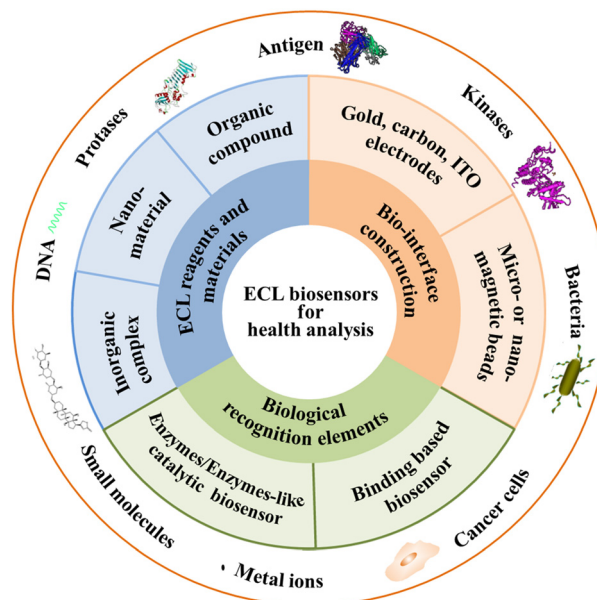 ECL biosensors
for
health analysis
ECL reagents and
materials
Bio-interface
construction
Biological
recognition elements
Organic
compound
Nano-
material
Inorganic
complex
Gold, carbon, ITO
electrodes
Micro- or nano-
magnetic beads
Binding based
biosensor
Enzymes/Enzymes-like
catalytic biosensor
Antigen
Kinases
Bacteria
Cancer cells
Metal ions
Small molecules
DNA
Protases